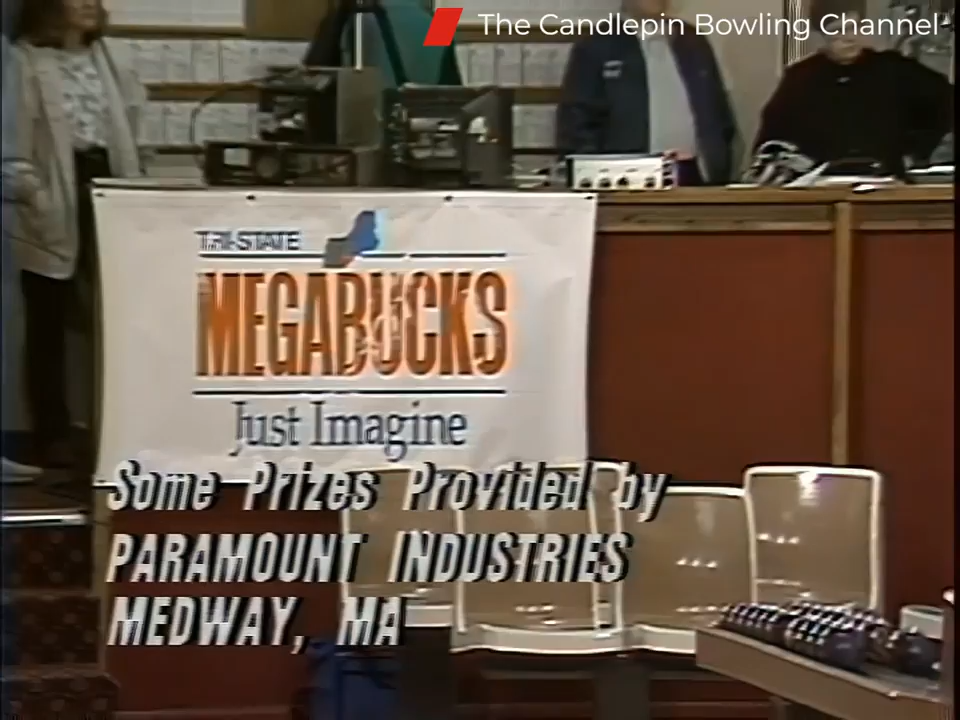 The Candlepin Bowling Channel
TRI-STATE
MEGABUCKS
Just Imagine
Some Prizes Provided by
PARAMOUNT INDUSTRIES
MEDWAY, MA